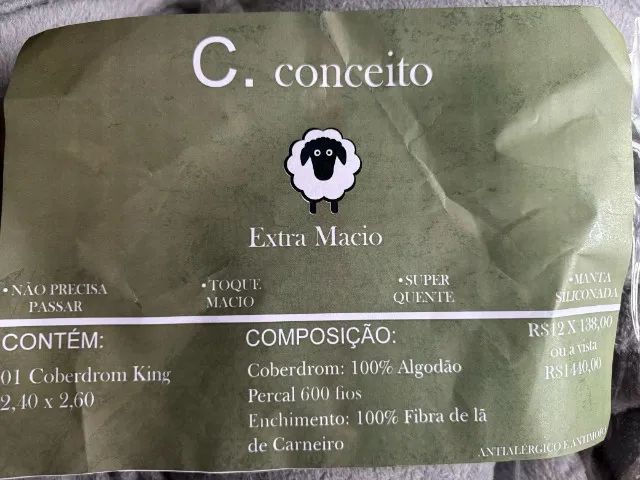 C. conceito
Extra Macio
• NÃO PRECISA PASSAR
• TOQUE MACIO
• SUPER QUENTE
• MANTA SILICONADA
CONTÉM:
01 Coberdrom King
2,40 x 2,60
COMPOSIÇÃO:
Coberdrom: 100% Algodão
Percal 600 fios
Enchimento: 100% Fibra de lã
de Carneiro
R$12 X 138,00
ou a vista
R$1440,00
ANTIALÉRGICO E ANTIMOFO